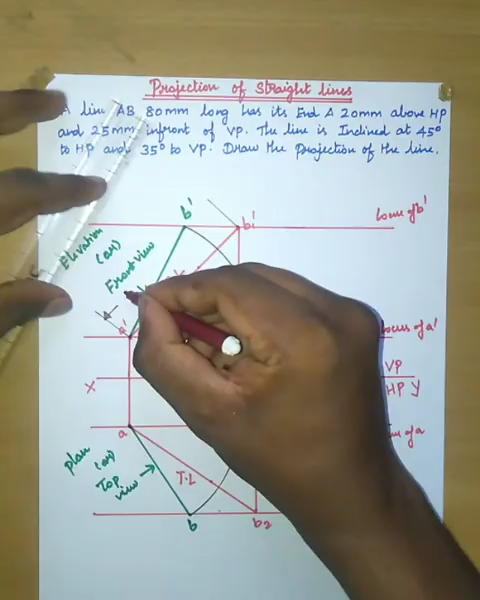 Projection of Straight lines
A line AB 80mm long has its End A 20mm above HP
and 25mm infront of VP. The line is Inclined at 45°
to HP and 35° to VP. Draw the Projection of the line.
b' b1' locus of b'
Elevation
(or)
Front view
a' locus of a'
VP
X HP Y
a of a
plan
(or)
Top
view
T.L
b b2